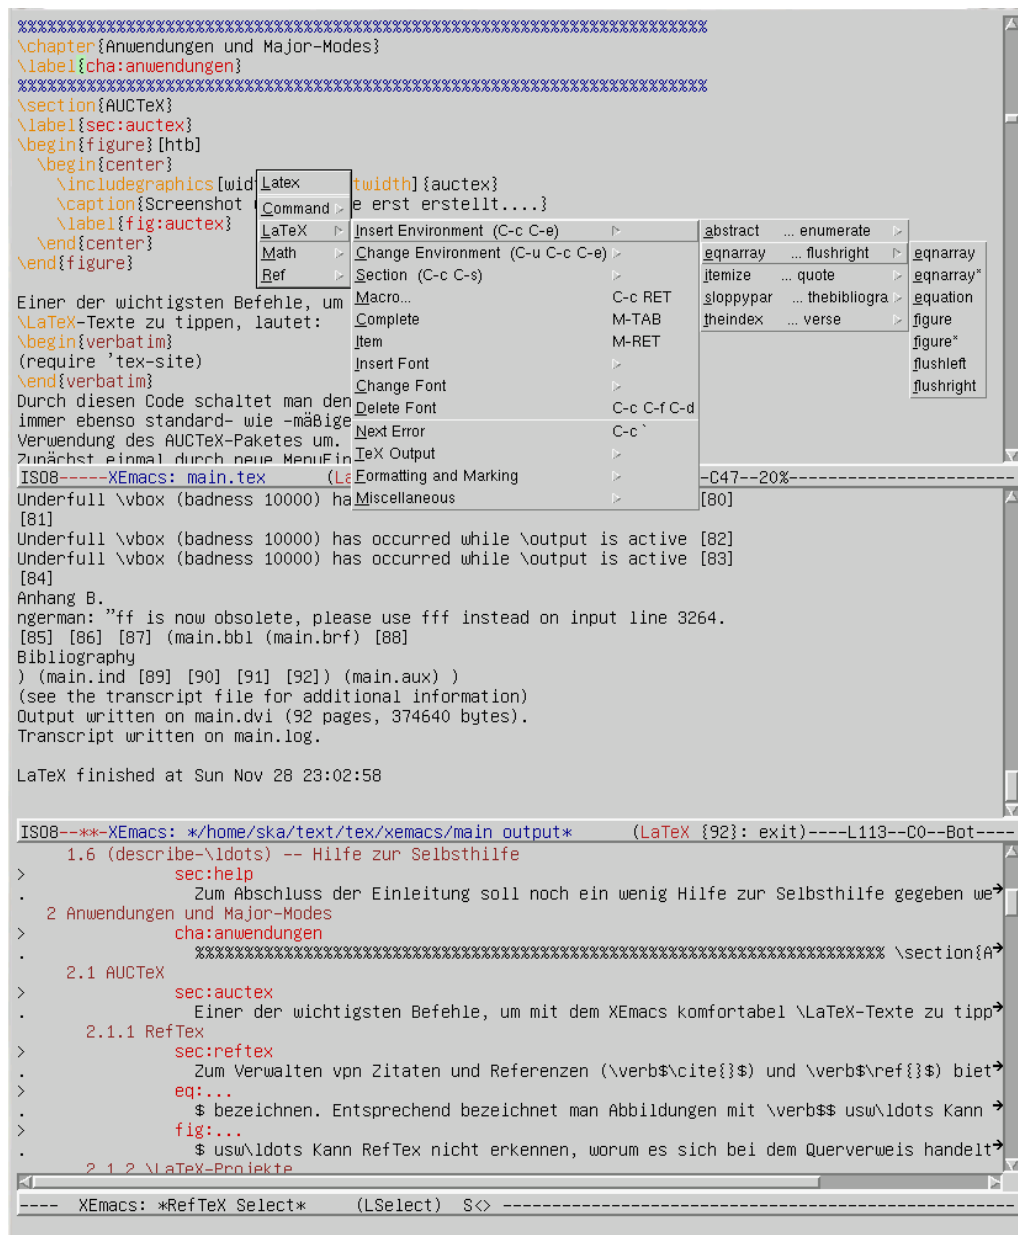 %%%%%%%%%%%%%%%%%%%%%%%%%%%%%%%%%%%%%%%%%%%%%%%%%%%%%%%%%%%%%%%%%%%%%%%%
\chapter{Anwendungen und Major-Modes}
\label{cha:anwendungen}
%%%%%%%%%%%%%%%%%%%%%%%%%%%%%%%%%%%%%%%%%%%%%%%%%%%%%%%%%%%%%%%%%%%%%%%%
\section{AUCTeX}
\label{sec:auctex}
\begin{figure}[htb]
\begin{center}
\includegraphics[wid twidth]{auctex}
\caption{Screenshot e erst erstellt....}
\label{fig:auctex}
\end{center}
\end{figure}
Einer der wichtigsten Befehle, um
\LaTeX-Texte zu tippen, lautet:
\begin{verbatim}
(require 'tex-site)
\end{verbatim}
Durch diesen Code schaltet man den
immer ebenso standard- wie -mäßige
Verwendung des AUCTeX-Paketes um.
Zunächst einmal durch neue MenuEin
Latex
Command
LaTeX
Math
Ref
Insert Environment (C-c C-e)
Change Environment (C-u C-c C-e)
Section (C-c C-s)
Macro... C-c RET
Complete M-TAB
Item M-RET
Insert Font
Change Font
Delete Font C-c C-f C-d
Next Error C-c `
TeX Output
Formatting and Marking
Miscellaneous
abstract ... enumerate
eqnarray ... flushright
itemize ... quote
sloppypar ... thebibliogra
theindex ... verse
eqnarray
eqnarray*
equation
figure
figure*
flushleft
flushright
ISO8-----XEmacs: main.tex (La -C47--20%-----------------------
Underfull \vbox (badness 10000) ha [80]
[81]
Underfull \vbox (badness 10000) has occurred while \output is active [82]
Underfull \vbox (badness 10000) has occurred while \output is active [83]
[84]
Anhang B.
ngerman: "ff is now obsolete, please use fff instead on input line 3264.
[85] [86] [87] (main.bbl (main.brf) [88]
Bibliography
) (main.ind [89] [90] [91] [92]) (main.aux) )
(see the transcript file for additional information)
Output written on main.dvi (92 pages, 374640 bytes).
Transcript written on main.log.
LaTeX finished at Sun Nov 28 23:02:58
ISO8--**-XEmacs: */home/ska/text/tex/xemacs/main output* (LaTeX {92}: exit)----L113--C0--Bot----
1.6 (describe-\ldots) -- Hilfe zur Selbsthilfe
> sec:help
. Zum Abschluss der Einleitung soll noch ein wenig Hilfe zur Selbsthilfe gegeben we
2 Anwendungen und Major-Modes
> cha:anwendungen
. %%%%%%%%%%%%%%%%%%%%%%%%%%%%%%%%%%%%%%%%%%%%%%%%%%%%%%%%%%%%%%%%%%%%%%%% \section{A
2.1 AUCTeX
> sec:auctex
. Einer der wichtigsten Befehle, um mit dem XEmacs komfortabel \LaTeX-Texte zu tipp
2.1.1 RefTex
> sec:reftex
. Zum Verwalten vpn Zitaten und Referenzen (\verb$\cite{}$) und \verb$\ref{}$) biet
> eq:...
. $ bezeichnen. Entsprechend bezeichnet man Abbildungen mit \verb$$ usw\ldots Kann
> fig:...
. $ usw\ldots Kann RefTex nicht erkennen, worum es sich bei dem Querverweis handelt
2.1.2 \LaTeX-Projekte
---- XEmacs: *RefTeX Select* (LSelect) S<> ----------------------------------------------------